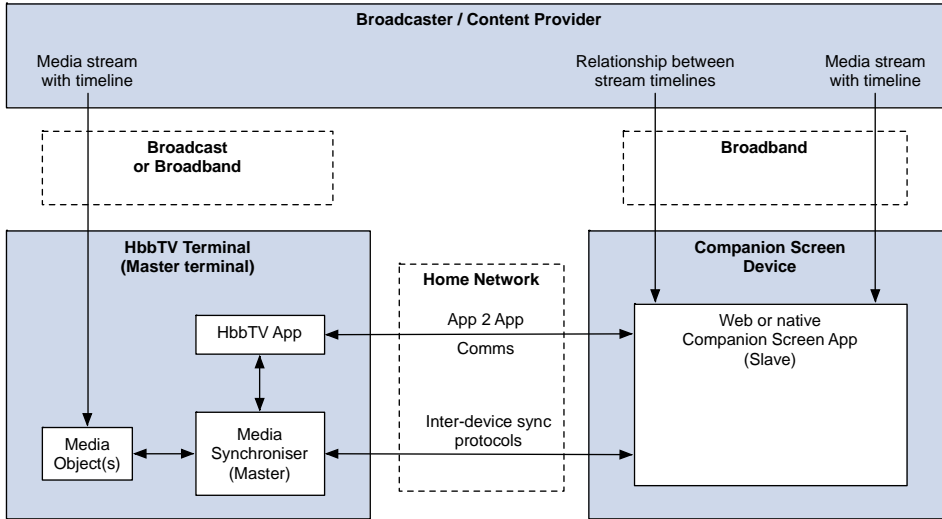 Broadcaster / Content Provider
Media stream
with timeline
Relationship between
stream timelines
Media stream
with timeline
Broadcast
or Broadband
Broadband
HbbTV Terminal
(Master terminal)
Companion Screen
Device
Home Network
HbbTV App
App 2 App
Comms
Web or native
Companion Screen App
(Slave)
Media
Object(s)
Media
Synchroniser
(Master)
Inter-device sync
protocols